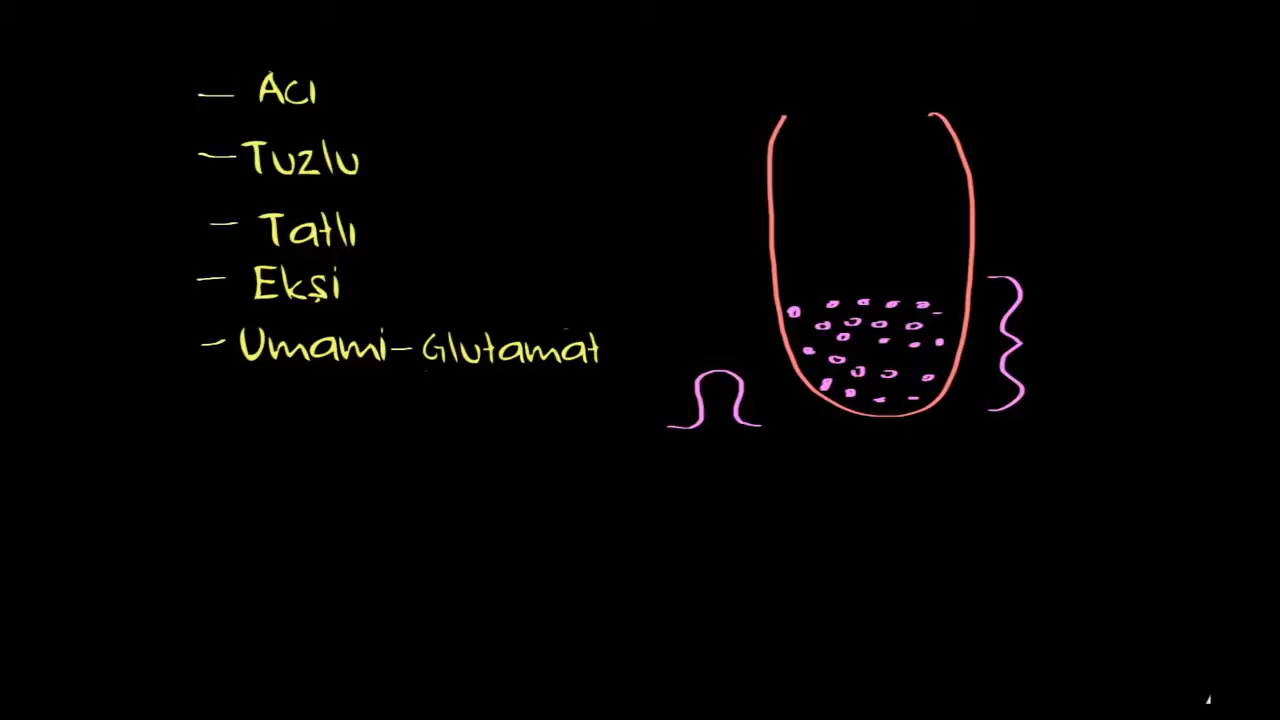 – Acı
– Tuzlu
– Tatlı
– Ekşi
– Umami – Glutamat